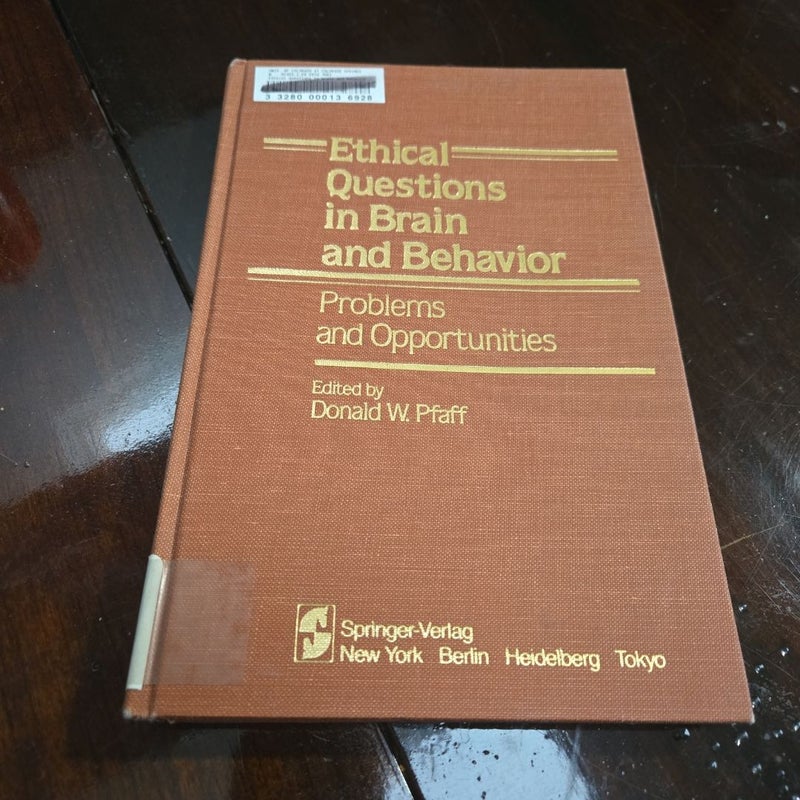 3 3280 00013 6928
Ethical
Questions
in Brain
and Behavior
Problems
and Opportunities
Edited by
Donald W. Pfaff
Springer-Verlag
New York Berlin Heidelberg Tokyo